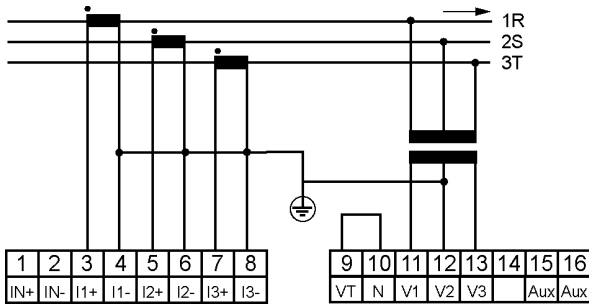 1R
2S
3T
1 2 3 4 5 6 7 8
IN+ IN- I1+ I1- I2+ I2- I3+ I3-
9 10 11 12 13 14 15 16
VT N V1 V2 V3 Aux Aux